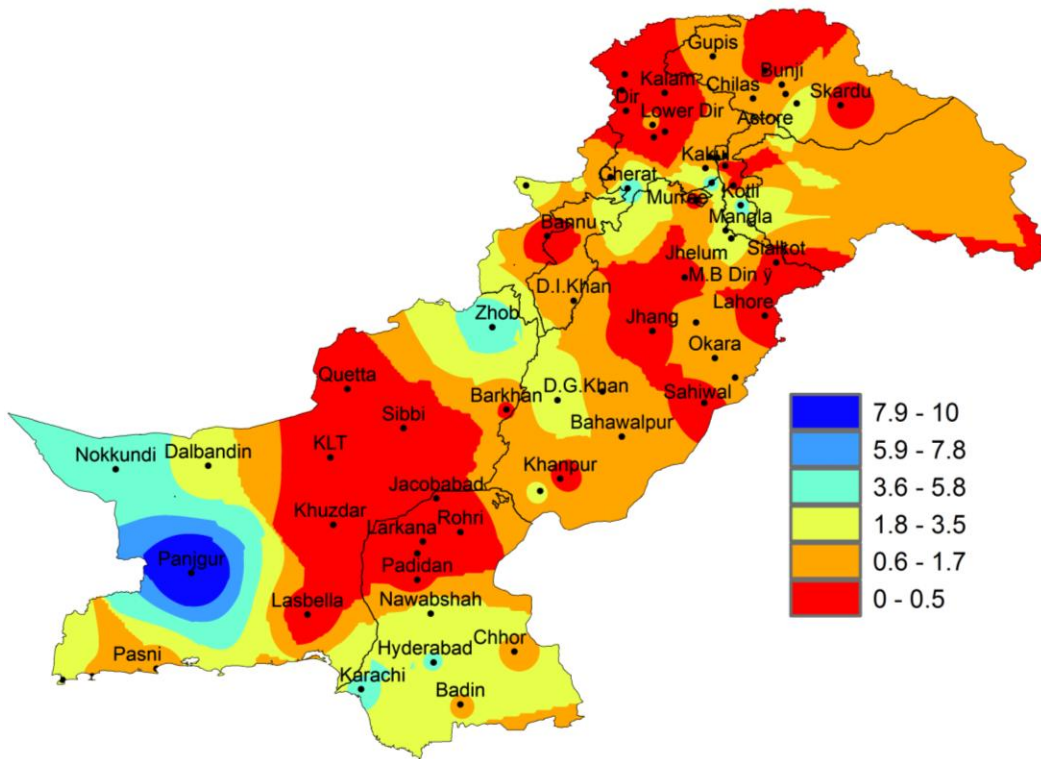 Gupis
Bunji
Kalam
Chilas
Skardu
Dir
Lower Dir
Astore
Kakul
Cherat
Kotli
Murree
Mangla
Bannu
Sialkot
Jhelum
M.B Din ÿ
D.I.Khan
Lahore
Zhob
Jhang
Okara
Quetta
D.G.Khan
Sahiwal
Barkhan
Sibbi
Bahawalpur
Nokkundi
Dalbandin
KLT
Khanpur
Jacobabad
Khuzdar
Larkana
Rohri
Panjgur
Padidan
Lasbella
Nawabshah
Pasni
Hyderabad
Chhor
Karachi
Badin
7.9 - 10
5.9 - 7.8
3.6 - 5.8
1.8 - 3.5
0.6 - 1.7
0 - 0.5